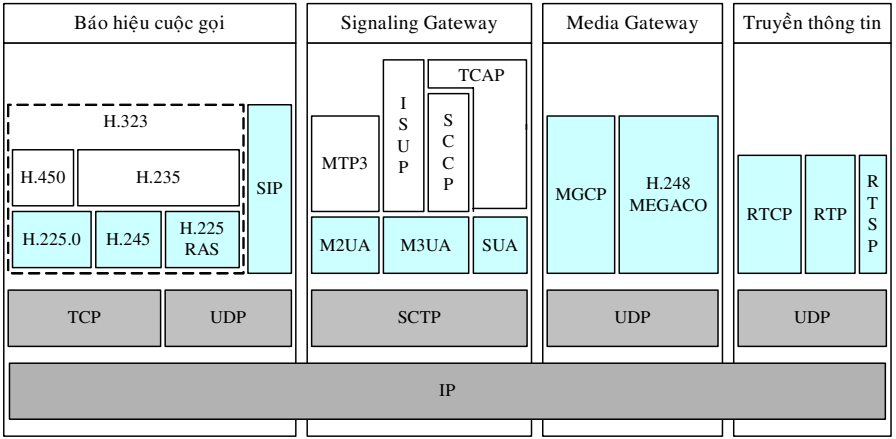 Báo hiệu cuộc gọi
Signaling Gateway
Media Gateway
Truyền thông tin
H.323
H.450
H.235
H.225.0
H.245
H.225
RAS
SIP
TCP
UDP
MTP3
I
S
U
P
TCAP
S
C
C
P
M2UA
M3UA
SUA
SCTP
MGCP
H.248
MEGACO
UDP
RTCP
RTP
R
T
S
P
UDP
IP